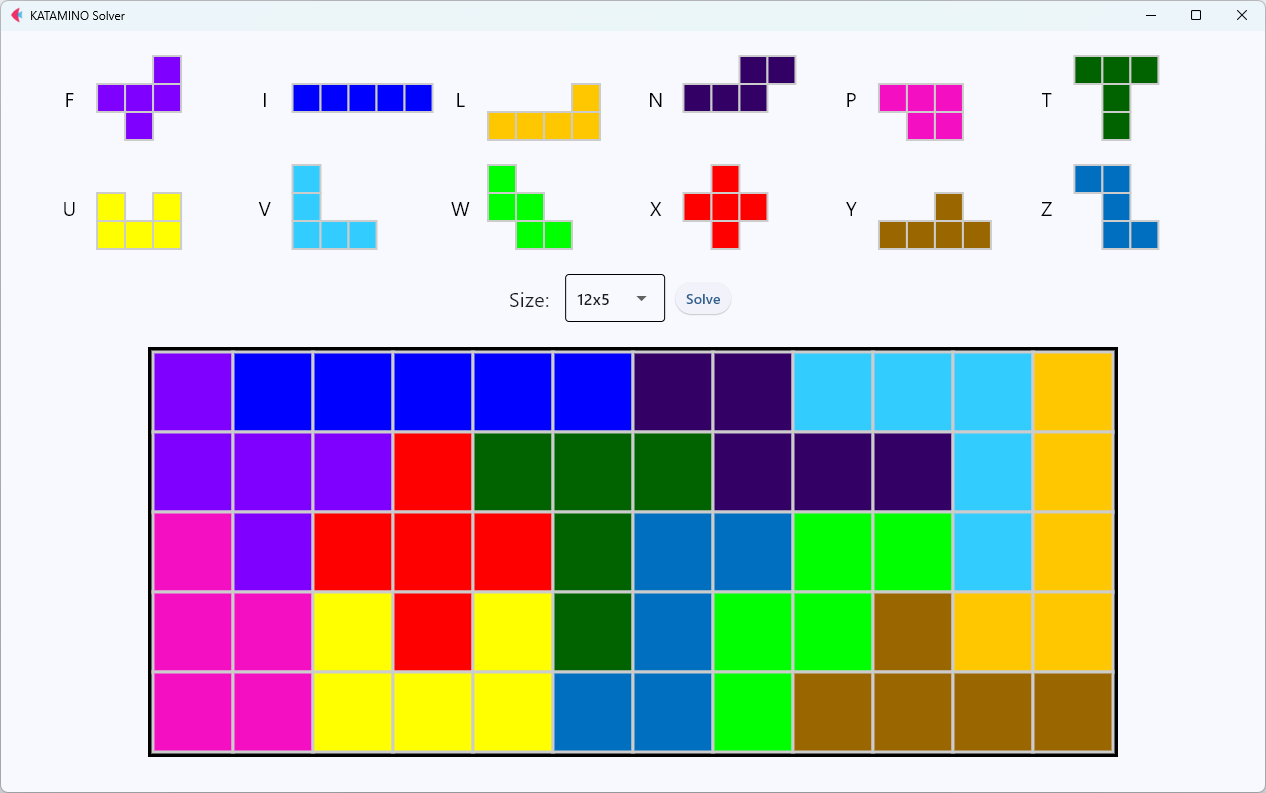 KATAMINO Solver
F I L N P T
U V W X Y Z
Size: 12x5 Solve